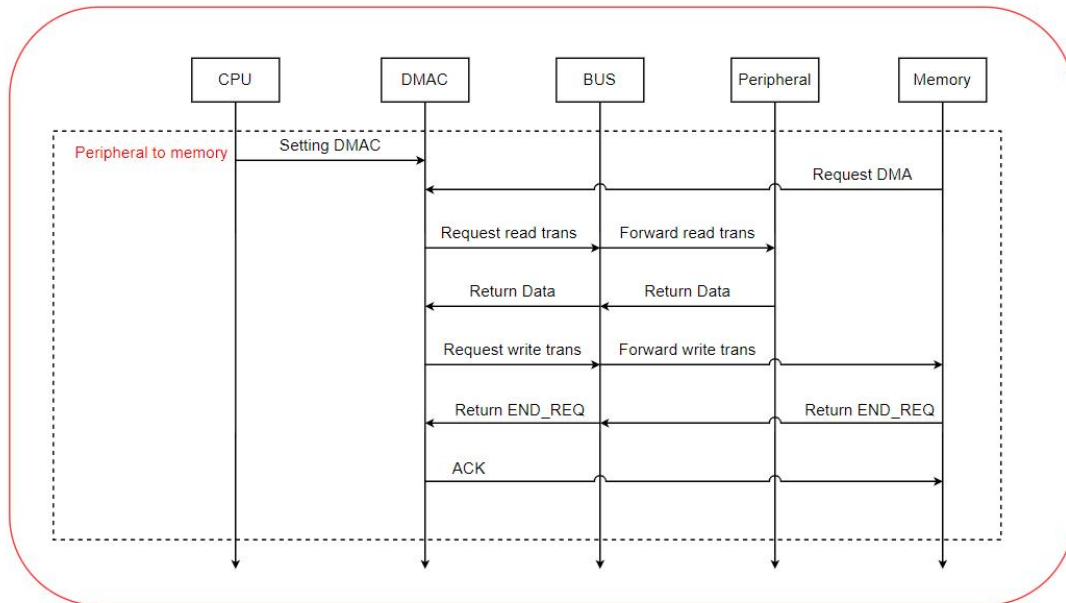 CPU
DMAC
BUS
Peripheral
Memory
Peripheral to memory
Setting DMAC
Request DMA
Request read trans
Forward read trans
Return Data
Return Data
Request write trans
Forward write trans
Return END_REQ
Return END_REQ
ACK